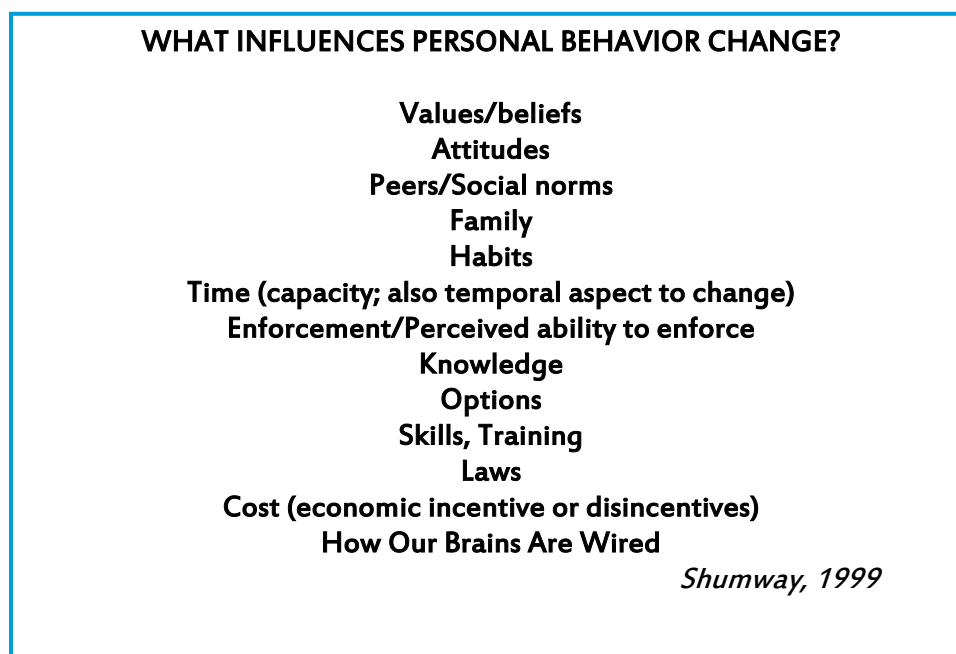 WHAT INFLUENCES PERSONAL BEHAVIOR CHANGE?
Values/beliefs
Attitudes
Peers/Social norms
Family
Habits
Time (capacity; also temporal aspect to change)
Enforcement/Perceived ability to enforce
Knowledge
Options
Skills, Training
Laws
Cost (economic incentive or disincentives)
How Our Brains Are Wired
Shumway, 1999